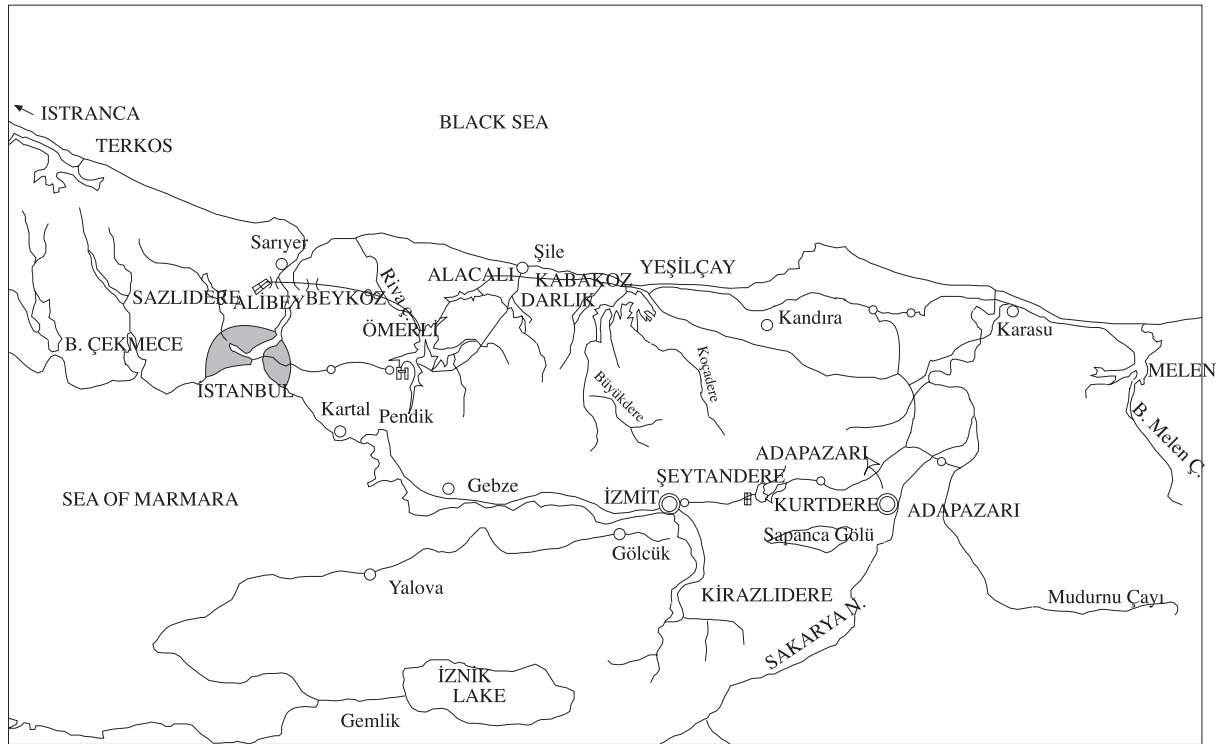 ISTRANCA
BLACK SEA
TERKOS
Sarıyer
Şile
YEŞİLÇAY
ALACALI
KABAKOZ
Riva Ç.
SAZLIDERE
ALİBEY
BEYKOZ
DARLIK
Kandıra
ÖMERLİ
Karasu
B. ÇEKMECE
MELEN
Koçadere
Büyükdere
İSTANBUL
Kartal
Pendik
B. Melen Ç.
ADAPAZARI
ŞEYTANDERE
Gebze
SEA OF MARMARA
İZMİT
KURTDERE
ADAPAZARI
Sapanca Gölü
Gölcük
Yalova
KİRAZLIDERE
Mudurnu Çayı
SAKARYA N.
İZNİK
LAKE
Gemlik